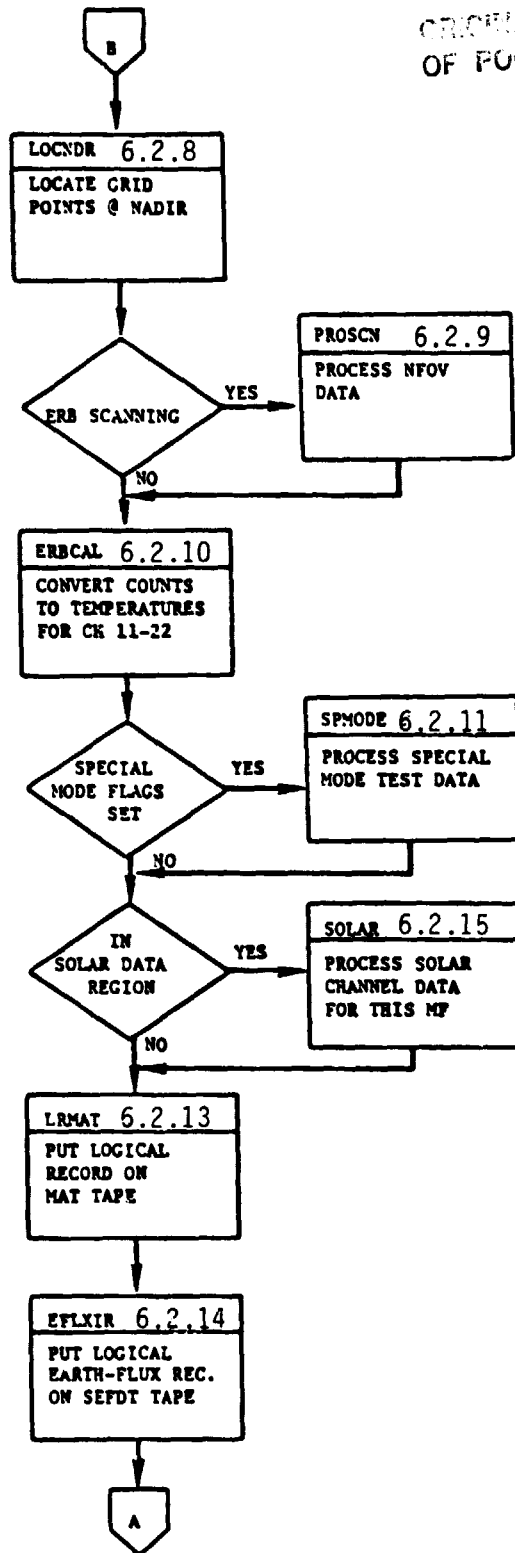 B
OF
LOCNDR 6.2.8
LOCATE GRID
POINTS @ NADIR
ERB SCANNING
YES
NO
PROSCN 6.2.9
PROCESS NFOV
DATA
ERBCAL 6.2.10
CONVERT COUNTS
TO TEMPERATURES
FOR CK 11-22
SPECIAL
MODE FLAGS
SET
YES
NO
SPMODE 6.2.11
PROCESS SPECIAL
MODE TEST DATA
IN
SOLAR DATA
REGION
YES
NO
SOLAR 6.2.15
PROCESS SOLAR
CHANNEL DATA
FOR THIS MF
LRMAT 6.2.13
PUT LOGICAL
RECORD ON
MAT TAPE
EFLXIR 6.2.14
PUT LOGICAL
EARTH-FLUX REC.
ON SEFDT TAPE
A